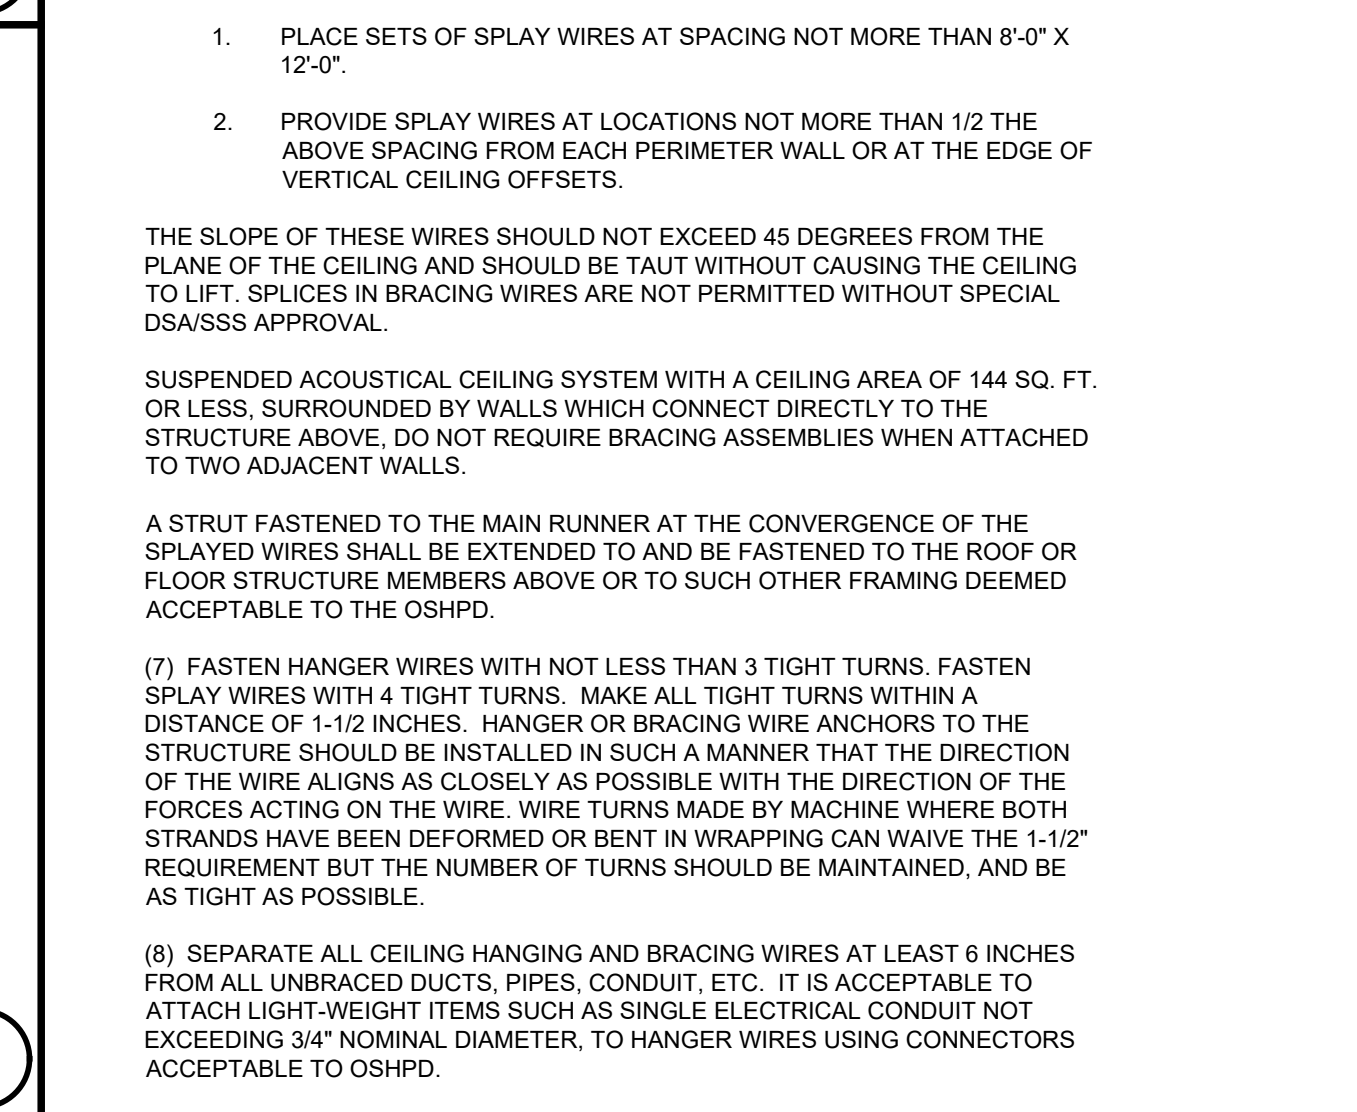 1. PLACE SETS OF SPLAY WIRES AT SPACING NOT MORE THAN 8'-0" X
12'-0".
2. PROVIDE SPLAY WIRES AT LOCATIONS NOT MORE THAN 1/2 THE
ABOVE SPACING FROM EACH PERIMETER WALL OR AT THE EDGE OF
VERTICAL CEILING OFFSETS.
THE SLOPE OF THESE WIRES SHOULD NOT EXCEED 45 DEGREES FROM THE
PLANE OF THE CEILING AND SHOULD BE TAUT WITHOUT CAUSING THE CEILING
TO LIFT. SPLICES IN BRACING WIRES ARE NOT PERMITTED WITHOUT SPECIAL
DSA/SSS APPROVAL.
SUSPENDED ACOUSTICAL CEILING SYSTEM WITH A CEILING AREA OF 144 SQ. FT.
OR LESS, SURROUNDED BY WALLS WHICH CONNECT DIRECTLY TO THE
STRUCTURE ABOVE, DO NOT REQUIRE BRACING ASSEMBLIES WHEN ATTACHED
TO TWO ADJACENT WALLS.
A STRUT FASTENED TO THE MAIN RUNNER AT THE CONVERGENCE OF THE
SPLAYED WIRES SHALL BE EXTENDED TO AND BE FASTENED TO THE ROOF OR
FLOOR STRUCTURE MEMBERS ABOVE OR TO SUCH OTHER FRAMING DEEMED
ACCEPTABLE TO THE OSHPD.
(7) FASTEN HANGER WIRES WITH NOT LESS THAN 3 TIGHT TURNS. FASTEN
SPLAY WIRES WITH 4 TIGHT TURNS. MAKE ALL TIGHT TURNS WITHIN A
DISTANCE OF 1-1/2 INCHES. HANGER OR BRACING WIRE ANCHORS TO THE
STRUCTURE SHOULD BE INSTALLED IN SUCH A MANNER THAT THE DIRECTION
OF THE WIRE ALIGNS AS CLOSELY AS POSSIBLE WITH THE DIRECTION OF THE
FORCES ACTING ON THE WIRE. WIRE TURNS MADE BY MACHINE WHERE BOTH
STRANDS HAVE BEEN DEFORMED OR BENT IN WRAPPING CAN WAIVE THE 1-1/2"
REQUIREMENT BUT THE NUMBER OF TURNS SHOULD BE MAINTAINED, AND BE
AS TIGHT AS POSSIBLE.
(8) SEPARATE ALL CEILING HANGING AND BRACING WIRES AT LEAST 6 INCHES
FROM ALL UNBRACED DUCTS, PIPES, CONDUIT, ETC. IT IS ACCEPTABLE TO
ATTACH LIGHT-WEIGHT ITEMS SUCH AS SINGLE ELECTRICAL CONDUIT NOT
EXCEEDING 3/4" NOMINAL DIAMETER, TO HANGER WIRES USING CONNECTORS
ACCEPTABLE TO OSHPD.